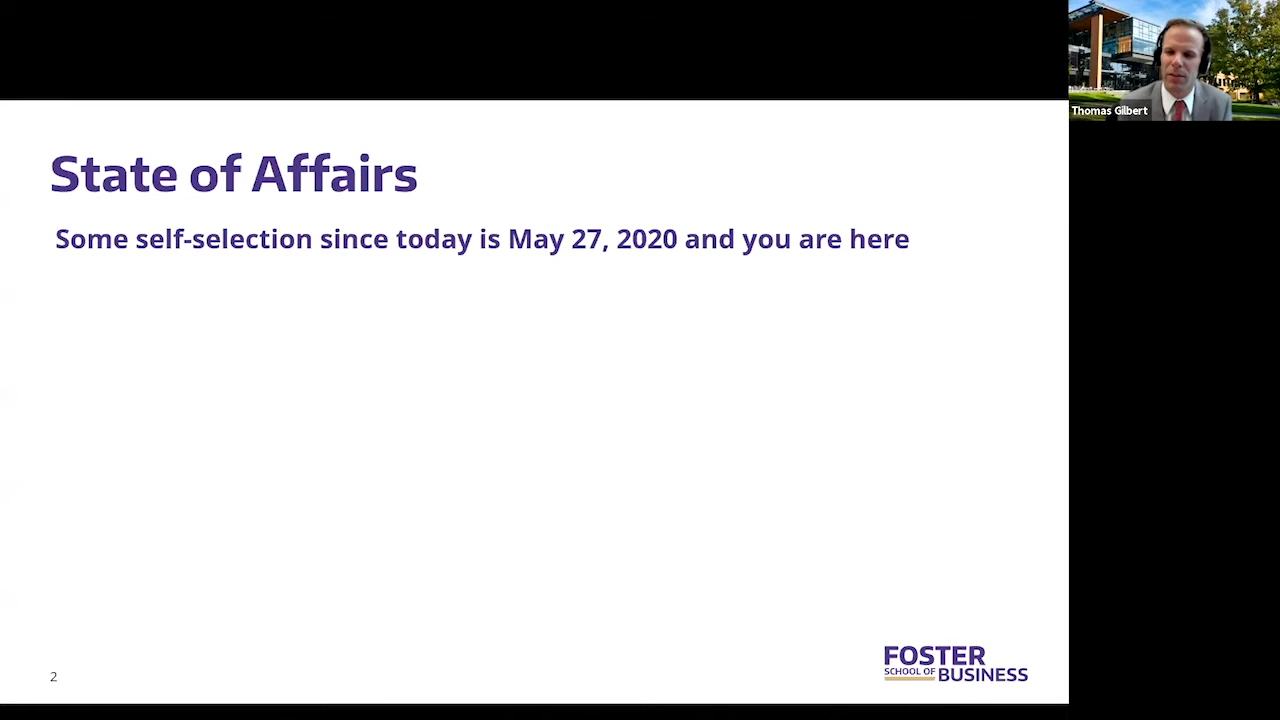 Thomas Gilbert
State of Affairs
Some self-selection since today is May 27, 2020 and you are here
2
FOSTER
SCHOOL OF BUSINESS